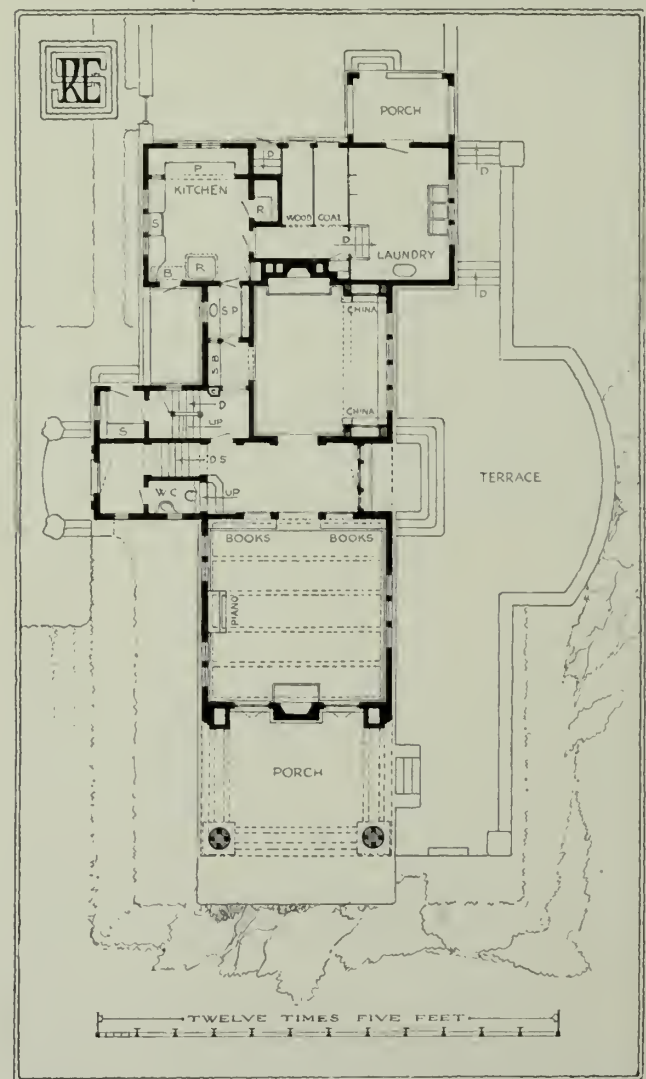 RE
PORCH
P
D
KITCHEN
R
WOOD COAL
D
S
D
LAUNDRY
B
R
D
S P
CHINA
S B
D
UP
CHINA
S
D S
TERRACE
W C
UP
BOOKS BOOKS
PIANO
PORCH
TWELVE TIMES FIVE FEET